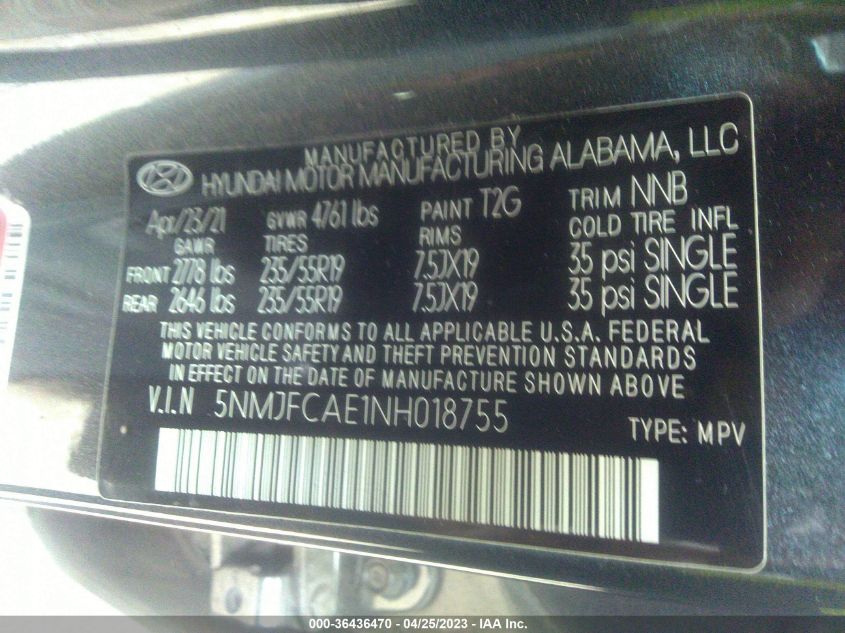 MANUFACTURED BY
HYUNDAI MOTOR MANUFACTURING ALABAMA, LLC
Apr/23/21 GVWR 4761 lbs PAINT T2G TRIM NNB
GAWR TIRES RIMS COLD TIRE INFL
FRONT 2778 lbs 235/55R19 7.5JX19 35 psi SINGLE
REAR 2646 lbs 235/55R19 7.5JX19 35 psi SINGLE
THIS VEHICLE CONFORMS TO ALL APPLICABLE U.S.A. FEDERAL
MOTOR VEHICLE SAFETY AND THEFT PREVENTION STANDARDS
IN EFFECT ON THE DATE OF MANUFACTURE SHOWN ABOVE
V.I.N 5NMJFCAE1NH018755
TYPE: MPV
000-36436470 - 04/25/2023 - IAA Inc.